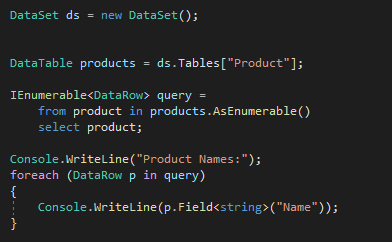 DataSet ds = new DataSet();
DataTable products = ds.Tables["Product"];
IEnumerable<DataRow> query =
    from product in products.AsEnumerable()
    select product;
Console.WriteLine("Product Names:");
foreach (DataRow p in query)
{
    Console.WriteLine(p.Field<string>("Name"));
}